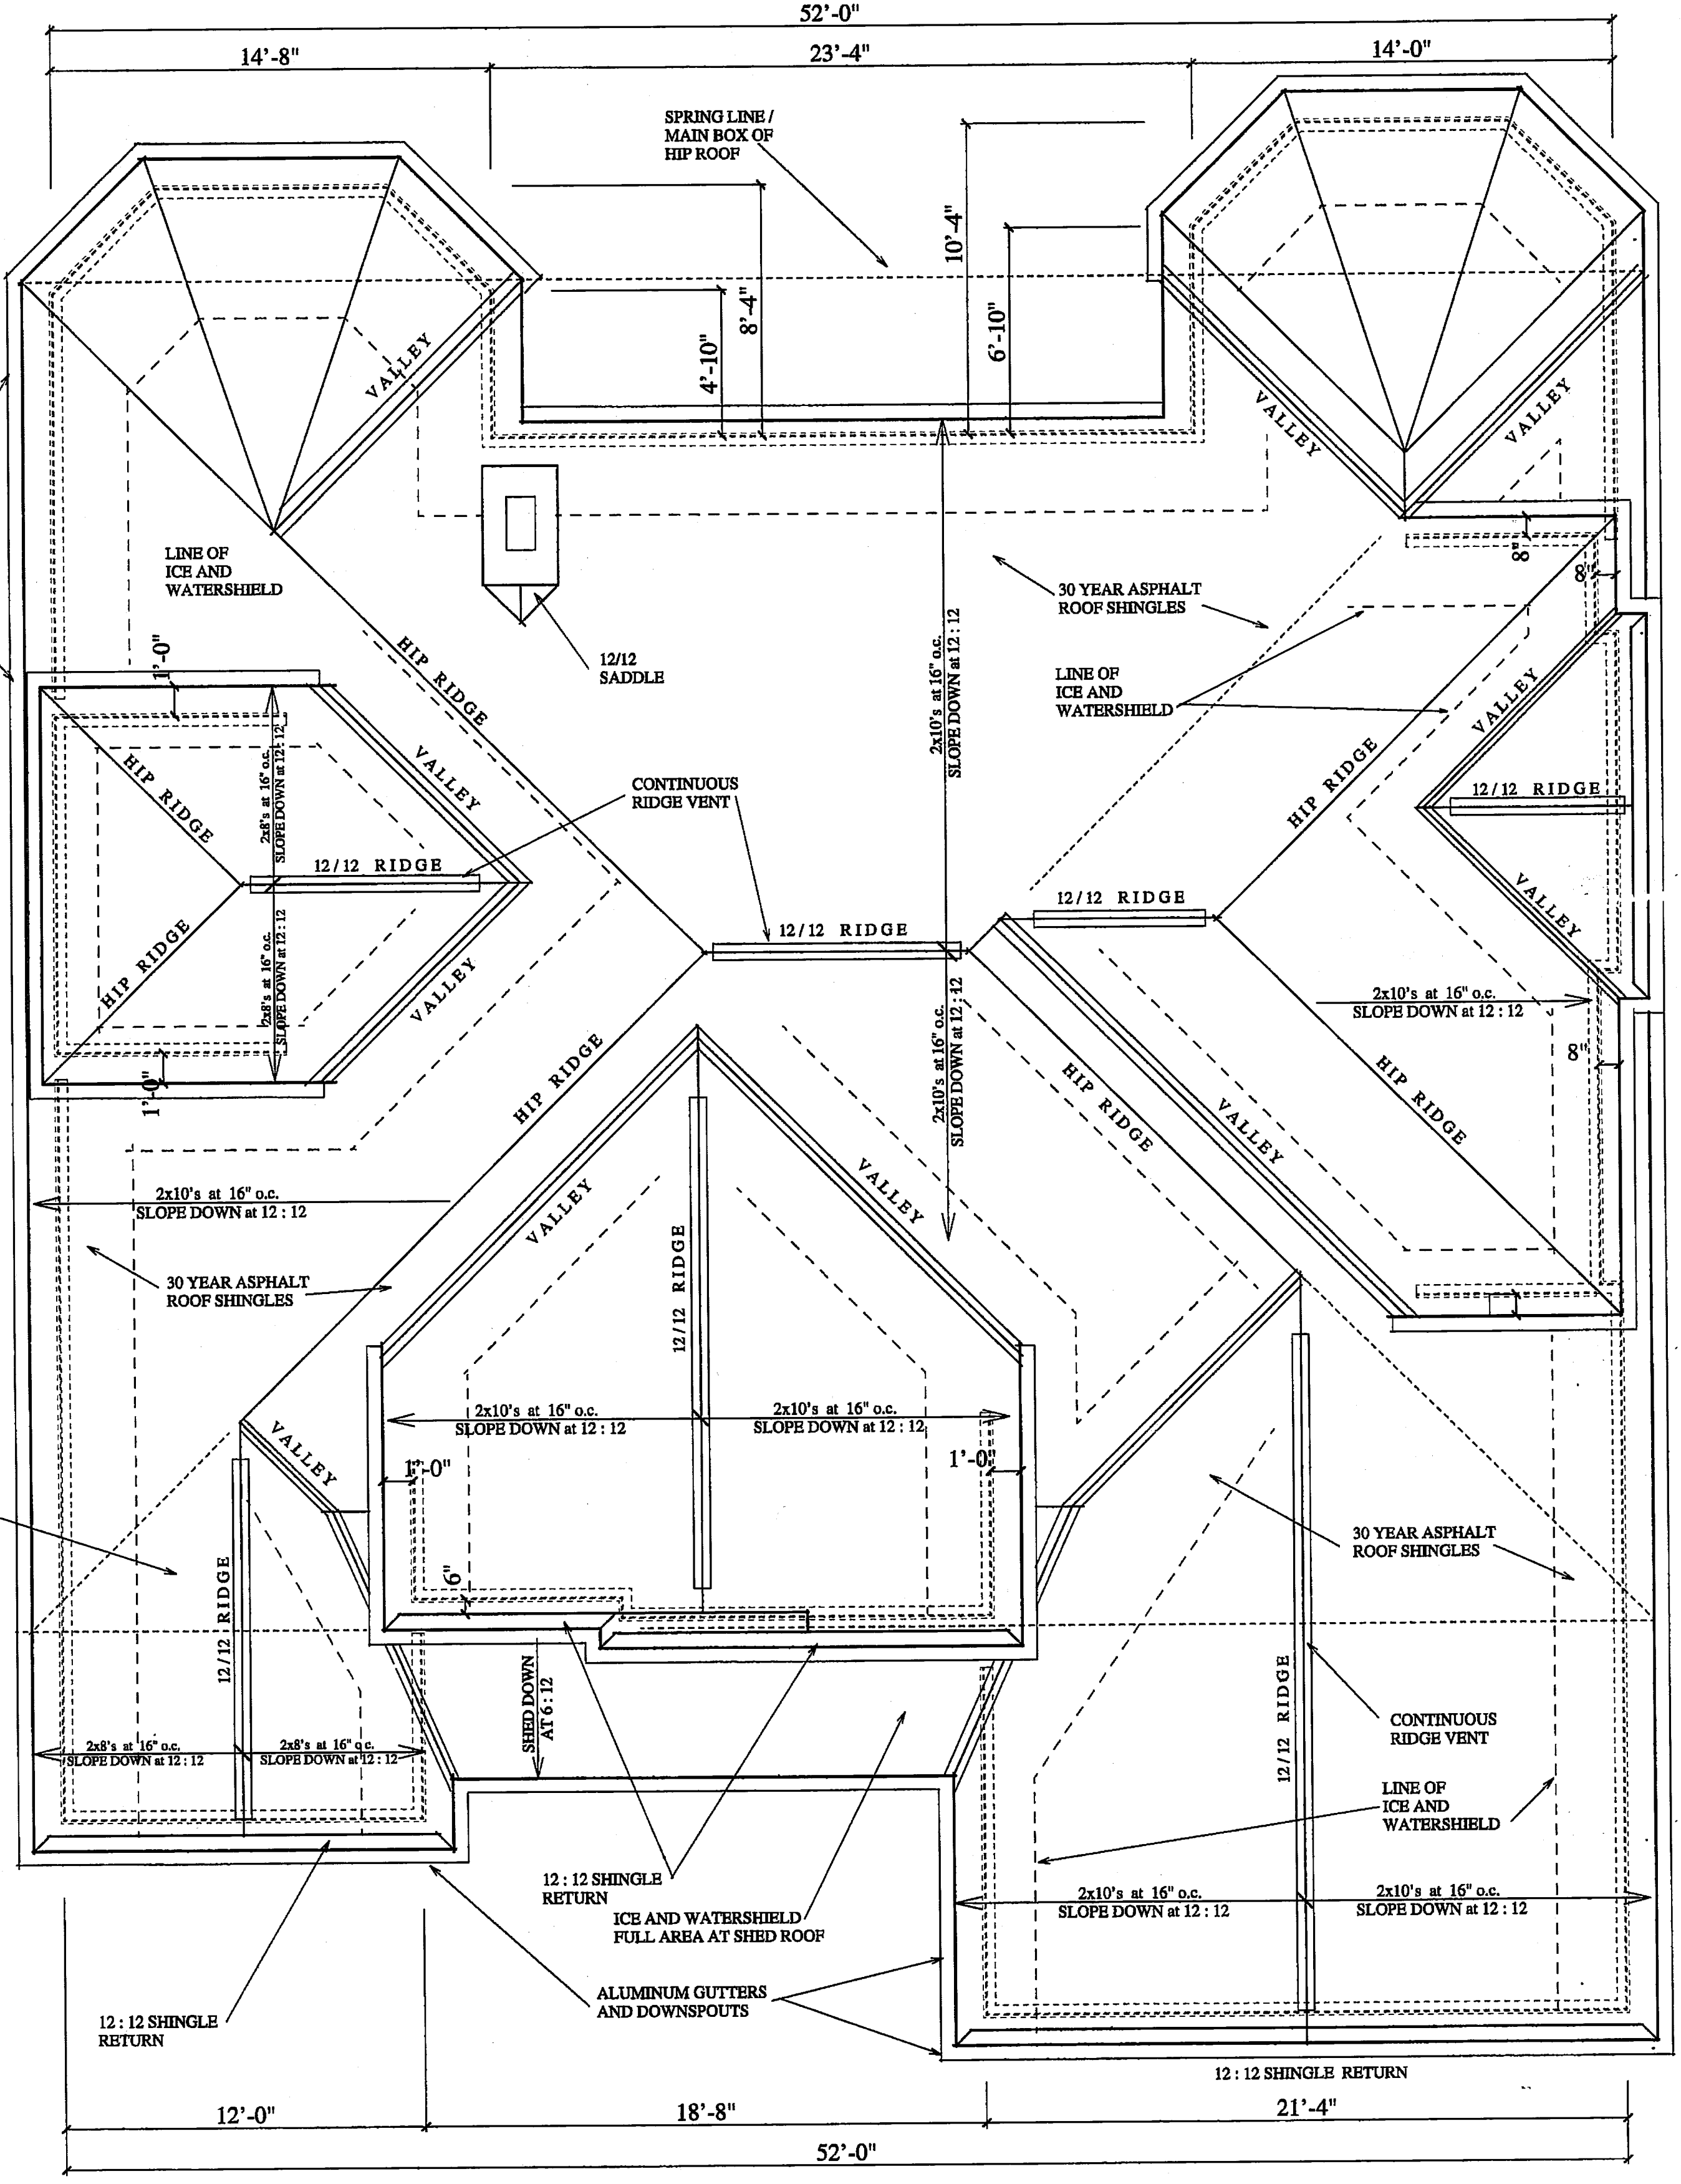 52'-0"
14'-8"
23'-4"
14'-0"
SPRING LINE /
MAIN BOX OF
HIP ROOF
10'-4"
6'-10"
8'-4"
4'-10"
VALLEY
VALLEY
VALLEY
LINE OF
ICE AND
WATERSHIELD
8"
8"
30 YEAR ASPHALT
ROOF SHINGLES
1'-0"
HIP RIDGE
12/12
SADDLE
2x10's at 16" o.c.
SLOPE DOWN at 12 : 12
LINE OF
ICE AND
WATERSHIELD
VALLEY
HIP RIDGE
VALLEY
2x8's at 16" o.c.
SLOPE DOWN at 12 : 12
CONTINUOUS
RIDGE VENT
HIP RIDGE
12/12 RIDGE
12/12 RIDGE
12/12 RIDGE
12/12 RIDGE
VALLEY
HIP RIDGE
2x8's at 16" o.c.
SLOPE DOWN at 12 : 12
VALLEY
2x10's at 16" o.c.
SLOPE DOWN at 12 : 12
2x10's at 16" o.c.
SLOPE DOWN at 12 : 12
8"
1'-0"
HIP RIDGE
HIP RIDGE
VALLEY
HIP RIDGE
2x10's at 16" o.c.
SLOPE DOWN at 12 : 12
VALLEY
VALLEY
30 YEAR ASPHALT
ROOF SHINGLES
12/12 RIDGE
2x10's at 16" o.c.
SLOPE DOWN at 12 : 12
2x10's at 16" o.c.
SLOPE DOWN at 12 : 12
VALLEY
1'-0"
1'-0"
30 YEAR ASPHALT
ROOF SHINGLES
6"
12/12 RIDGE
SHED DOWN
AT 6 : 12
12/12 RIDGE
CONTINUOUS
RIDGE VENT
2x8's at 16" o.c.
SLOPE DOWN at 12 : 12
2x8's at 16" o.c.
SLOPE DOWN at 12 : 12
LINE OF
ICE AND
WATERSHIELD
12 : 12 SHINGLE
RETURN
2x10's at 16" o.c.
SLOPE DOWN at 12 : 12
2x10's at 16" o.c.
SLOPE DOWN at 12 : 12
ICE AND WATERSHIELD
FULL AREA AT SHED ROOF
ALUMINUM GUTTERS
AND DOWNSPOUTS
12 : 12 SHINGLE
RETURN
12 : 12 SHINGLE RETURN
12'-0"
18'-8"
21'-4"
52'-0"